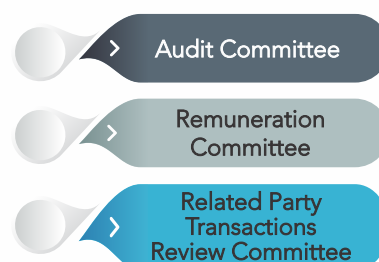 Audit Committee
Remuneration
Committee
Related Party
Transactions
Review Committee